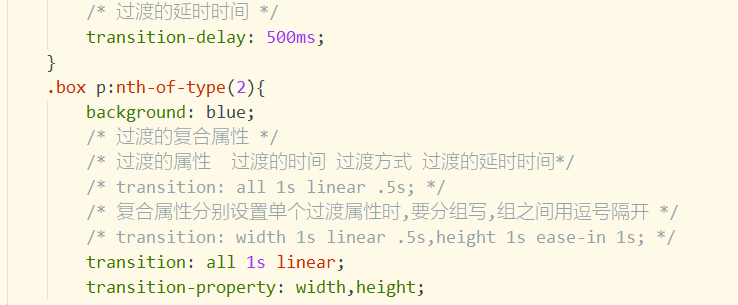 /* 过渡的延时时间 */
transition-delay: 500ms;
}
.box p:nth-of-type(2){
background: blue;
/* 过渡的复合属性 */
/* 过渡的属性  过渡的时间 过渡方式 过渡的延时时间*/
/* transition: all 1s linear .5s; */
/* 复合属性分别设置单个过渡属性时,要分组写,组之间用逗号隔开 */
/* transition: width 1s linear .5s,height 1s ease-in 1s; */
transition: all 1s linear;
transition-property: width,height;